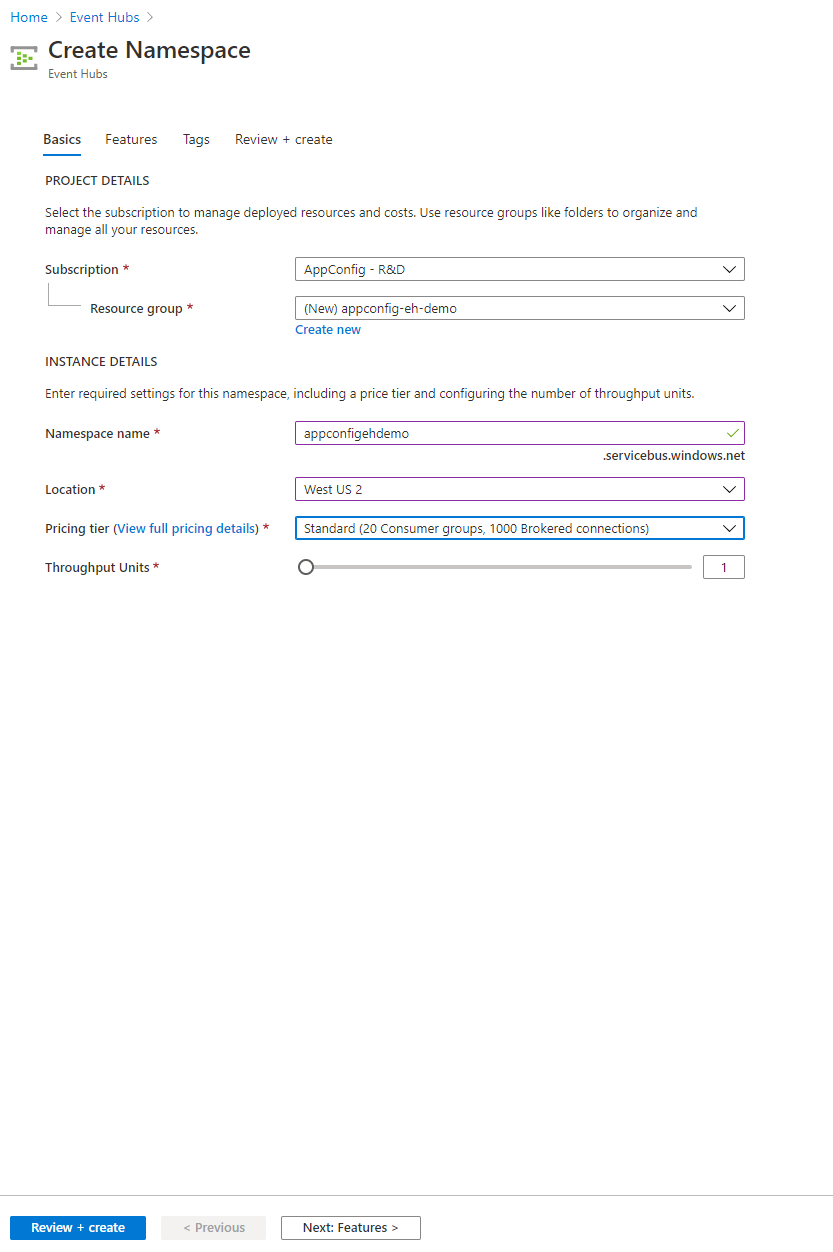 Home > Event Hubs >
Create Namespace
Event Hubs
Basics Features Tags Review + create
PROJECT DETAILS
Select the subscription to manage deployed resources and costs. Use resource groups like folders to organize and
manage all your resources.
Subscription * AppConfig - R&D
Resource group * (New) appconfig-eh-demo
Create new
INSTANCE DETAILS
Enter required settings for this namespace, including a price tier and configuring the number of throughput units.
Namespace name * appconfigehdemo
.servicebus.windows.net
Location * West US 2
Pricing tier (View full pricing details) * Standard (20 Consumer groups, 1000 Brokered connections)
Throughput Units * 1
Review + create < Previous Next: Features >